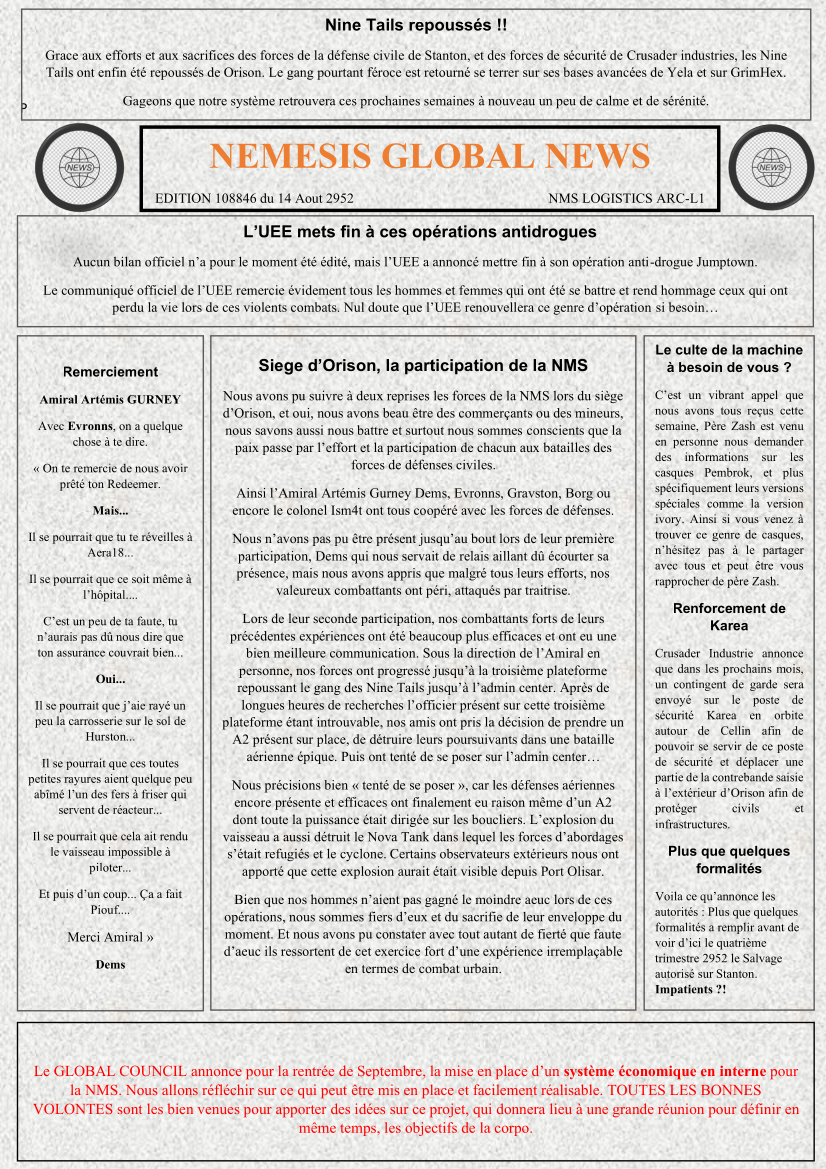 Nine Tails repoussés !!
Grace aux efforts et aux sacrifices des forces de la défense civile de Stanton, et des forces de sécurité de Crusader industries, les Nine
Tails ont enfin été repoussés de Orison. Le gang pourtant féroce est retourné se terrer sur ses bases avancées de Yela et sur GrimHex.
Gageons que notre système retrouvera ces prochaines semaines à nouveau un peu de calme et de sérénité.
NEWS
NEMESIS GLOBAL NEWS
EDITION 108846 du 14 Aout 2952
NMS LOGISTICS ARC-L1
NEWS
L'UEE mets fin à ces opérations antidrogues
Aucun bilan officiel n'a pour le moment été édité, mais l'UEE a annoncé mettre fin à son opération anti-drogue Jumptown.
Le communiqué officiel de l'UEE remercie évidement tous les hommes et femmes qui ont été se battre et rend hommage ceux qui ont
perdu la vie lors de ces violents combats. Nul doute que l'UEE renouvellera ce genre d'opération si besoin…
Remerciement
Amiral Artémis GURNEY
Avec Evronns, on a quelque
chose à te dire.
« On te remercie de nous avoir
prêté ton Redeemer.
Mais...
Il se pourrait que tu te réveilles à
Aera18...
Il se pourrait que ce soit même à
l'hôpital....
C'est un peu de ta faute, tu
n'aurais pas dû nous dire que
ton assurance couvrait bien...
Oui...
Il se pourrait que j'aie rayé un
peu la carrosserie sur le sol de
Hurston...
Il se pourrait que ces toutes
petites rayures aient quelque peu
abîmé l'un des fers à friser qui
servent de réacteur...
Il se pourrait que cela ait rendu
le vaisseau impossible à
piloter...
Et puis d'un coup... Ça a fait
Piouf....
Merci Amiral »
Dems
Siege d'Orison, la participation de la NMS
Nous avons pu suivre à deux reprises les forces de la NMS lors du siège
d'Orison, et oui, nous avons beau être des commerçants ou des mineurs,
nous savons aussi nous battre et surtout nous sommes conscients que la
paix passe par l'effort et la participation de chacun aux batailles des
forces de défenses civiles.
Ainsi l'Amiral Artémis Gurney Dems, Evronns, Gravston, Borg ou
encore le colonel Ism4t ont tous coopéré avec les forces de défenses.
Nous n'avons pas pu être présent jusqu'au bout lors de leur première
participation, Dems qui nous servait de relais aillant dû écourter sa
présence, mais nous avons appris que malgré tous leurs efforts, nos
valeureux combattants ont péri, attaqués par traitrise.
Lors de leur seconde participation, nos combattants forts de leurs
précédentes expériences ont été beaucoup plus efficaces et ont eu une
bien meilleure communication. Sous la direction de l'Amiral en
personne, nos forces ont progressé jusqu'à la troisième plateforme
repoussant le gang des Nine Tails jusqu'à l'admin center. Après de
longues heures de recherches l'officier présent sur cette troisième
plateforme étant introuvable, nos amis ont pris la décision de prendre un
A2 présent sur place, de détruire leurs poursuivants dans une bataille
aérienne épique. Puis ont tenté de se poser sur l'admin center…
Nous précisions bien « tenté de se poser », car les défenses aériennes
encore présente et efficaces ont finalement eu raison même d'un A2
dont toute la puissance était dirigée sur les boucliers. L'explosion du
vaisseau a aussi détruit le Nova Tank dans lequel les forces d'abordages
s'était refugiés et le cyclone. Certains observateurs extérieurs nous ont
apporté que cette explosion aurait était visible depuis Port Olisar.
Bien que nos hommes n'aient pas gagné le moindre aeuc lors de ces
opérations, nous sommes fiers d'eux et du sacrifie de leur enveloppe du
moment. Et nous avons pu constater avec tout autant de fierté que faute
d'aeuc ils ressortent de cet exercice fort d'une expérience irremplaçable
en termes de combat urbain.
Le culte de la machine
à besoin de vous ?
C'est un vibrant appel que
nous avons tous reçus cette
semaine, Père Zash est venu
en personne nous demander
des informations sur les
casques Pembrok, et plus
spécifiquement leurs versions
spéciales comme la version
ivory. Ainsi si vous venez à
trouver ce genre de casques,
n'hésitez pas à le partager
avec tous et peut être vous
rapprocher de père Zash.
Renforcement de
Karea
Crusader Industrie annonce
que dans les prochains mois,
un contingent de garde sera
envoyé sur le poste de
sécurité Karea en orbite
autour de Cellin afin de
pouvoir se servir de ce poste
de sécurité et déplacer une
partie de la contrebande saisie
à l'extérieur d'Orison afin de
protéger civils et
infrastructures.
Plus que quelques
formalités
Voila ce qu'annonce les
autorités : Plus que quelques
formalités a remplir avant de
voir d'ici le quatrième
trimestre 2952 le Salvage
autorisé sur Stanton.
Impatients ?!
Le GLOBAL COUNCIL annonce pour la rentrée de Septembre, la mise en place d'un système économique en interne pour
la NMS. Nous allons réfléchir sur ce qui peut être mis en place et facilement réalisable. TOUTES LES BONNES
VOLONTES sont les bien venues pour apporter des idées sur ce projet, qui donnera lieu à une grande réunion pour définir en
même temps, les objectifs de la corpo.